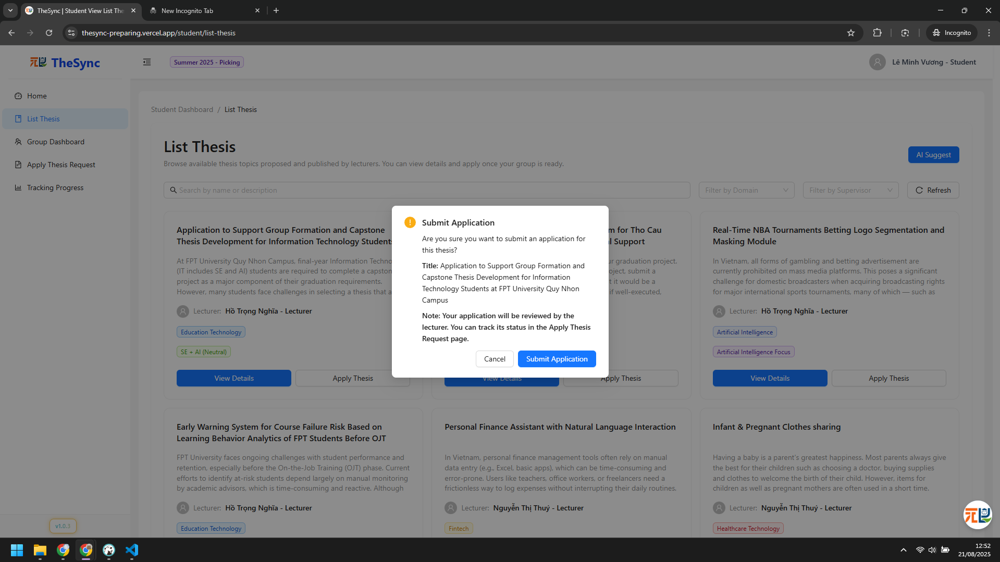 TheSync | Student View List The
New Incognito Tab
thesync-preparing.vercel.app/student/list-thesis
Incognito
TheSync
Summer 2025 - Picking
Lê Minh Vương - Student
Home
List Thesis
Group Dashboard
Apply Thesis Request
Tracking Progress
v1.0.3
Student Dashboard / List Thesis
List Thesis
Browse available thesis topics proposed and published by lecturers. You can view details and apply once your group is ready.
AI Suggest
Search by name or description
Filter by Domain
Filter by Supervisor
Refresh
Application to Support Group Formation and Capstone
Thesis Development for Information Technology Students
At FPT University Quy Nhon Campus, final-year Information Techno
(IT includes SE and AI) students are required to complete a capston
project as a major component of their graduation requirements.
However, many students face challenges in selecting a thesis that a
Lecturer: Hồ Trọng Nghĩa - Lecturer
Education Technology
SE + AI (Neutral)
View Details
Apply Thesis
m for Tho Cau
l Support
ur graduation project.
oject, submit a
t it would be a
if well-executed,
View Details
Apply Thesis
Real-Time NBA Tournaments Betting Logo Segmentation and
Masking Module
In Vietnam, all forms of gambling and betting advertisement are
currently prohibited on mass media platforms. This poses a significant
challenge for domestic broadcasters when acquiring broadcasting rights
for major international sports tournaments, many of which — such as
Lecturer: Hồ Trọng Nghĩa - Lecturer
Artificial Intelligence
Artificial Intelligence Focus
View Details
Apply Thesis
Submit Application
Are you sure you want to submit an application for
this thesis?
Title: Application to Support Group Formation and
Capstone Thesis Development for Information
Technology Students at FPT University Quy Nhon
Campus
Note: Your application will be reviewed by the
lecturer. You can track its status in the Apply Thesis
Request page.
Cancel
Submit Application
Early Warning System for Course Failure Risk Based on
Learning Behavior Analytics of FPT Students Before OJT
FPT University faces ongoing challenges with student performance and
retention, especially before the On-the-Job Training (OJT) phase. Current
efforts to identify at-risk students depend largely on manual monitoring
by academic advisors, which is time-consuming and reactive. Although
Lecturer: Hồ Trọng Nghĩa - Lecturer
Education Technology
Personal Finance Assistant with Natural Language Interaction
In Vietnam, personal finance management tools often rely on manual
data entry (e.g., Excel, basic apps), which can be time-consuming and
error-prone. Users like teachers, office workers, or freelancers need a
frictionless way to log expenses without interrupting their daily routines.
Lecturer: Nguyễn Thị Thuý - Lecturer
Fintech
Infant & Pregnant Clothes sharing
Having a baby is a parent's greatest happiness. Most parents always give
the best for their children such as choosing a doctor, buying supplies
and clothes to welcome the birth of their child. However, items for
children as well as pregnant mothers are often used in a short time.
Lecturer: Nguyễn Thị Thuý - Lecturer
Healthcare Technology
12:52
21/08/2025